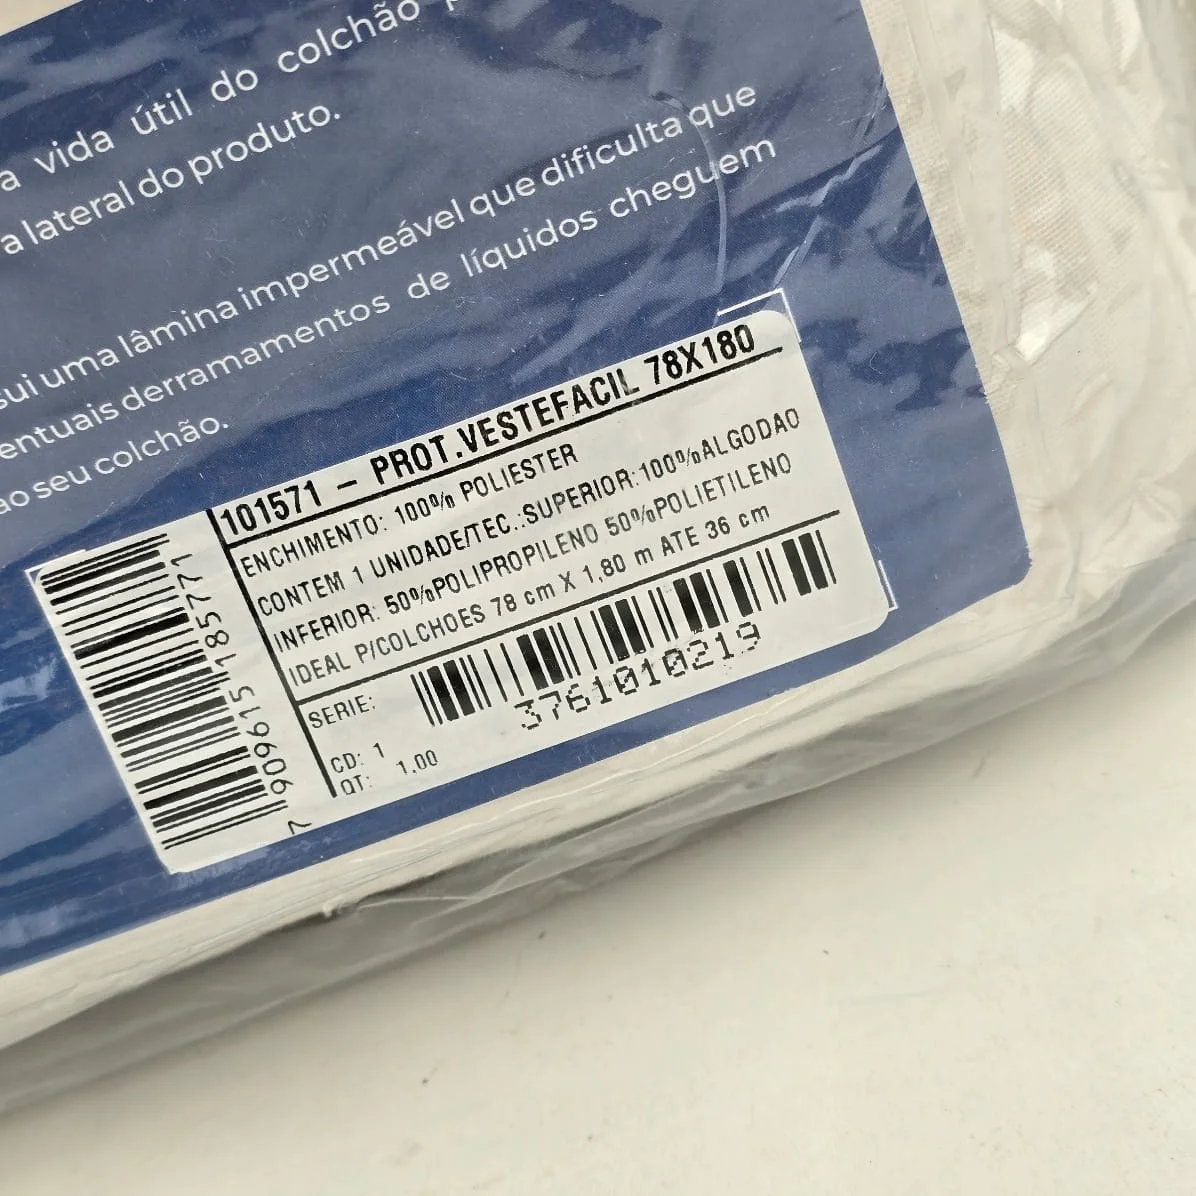 a vida útil do colchão
a lateral do produto.
sui uma lâmina impermeável que dificulta que
entuais derramamentos de líquidos cheguem
ao seu colchão.
101571 - PROT.VESTEFACIL 78X180
ENCHIMENTO: 100% POLIESTER
CONTEM 1 UNIDADE/TEC.:SUPERIOR:100%ALGODAO
INFERIOR: 50%POLIPROPILENO 50%POLIETILENO
IDEAL P/COLCHOES 78 cm X 1,80 m ATE 36 cm
SERIE:
3761010219
CD: 1
QT: 1,00
7 909615 185771